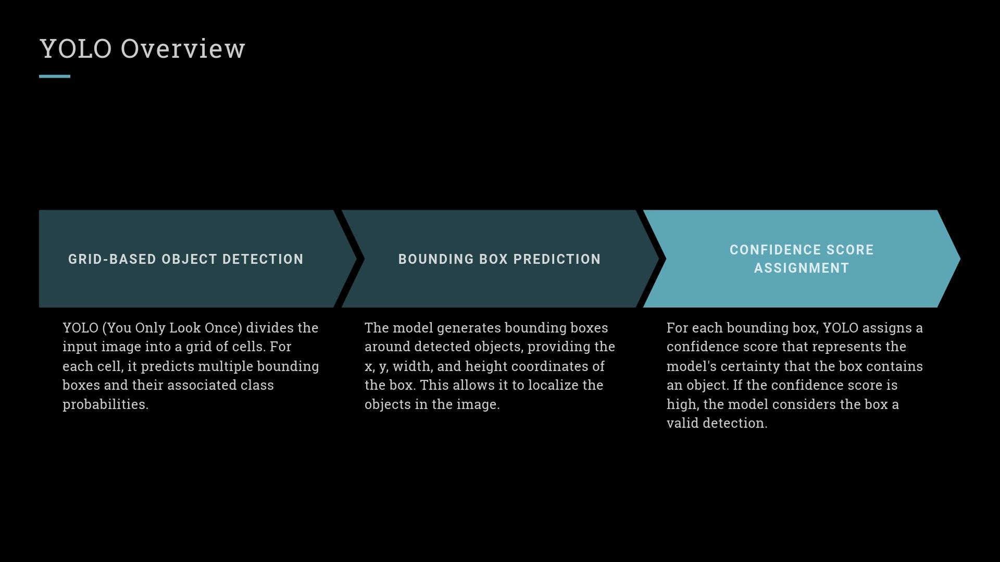 YOLO Overview
GRID-BASED OBJECT DETECTION
YOLO (You Only Look Once) divides the
input image into a grid of cells. For
each cell, it predicts multiple bounding
boxes and their associated class
probabilities.
BOUNDING BOX PREDICTION
The model generates bounding boxes
around detected objects, providing the
x, y, width, and height coordinates of
the box. This allows it to localize the
objects in the image.
CONFIDENCE SCORE
ASSIGNMENT
For each bounding box, YOLO assigns a
confidence score that represents the
model's certainty that the box contains
an object. If the confidence score is
high, the model considers the box a
valid detection.